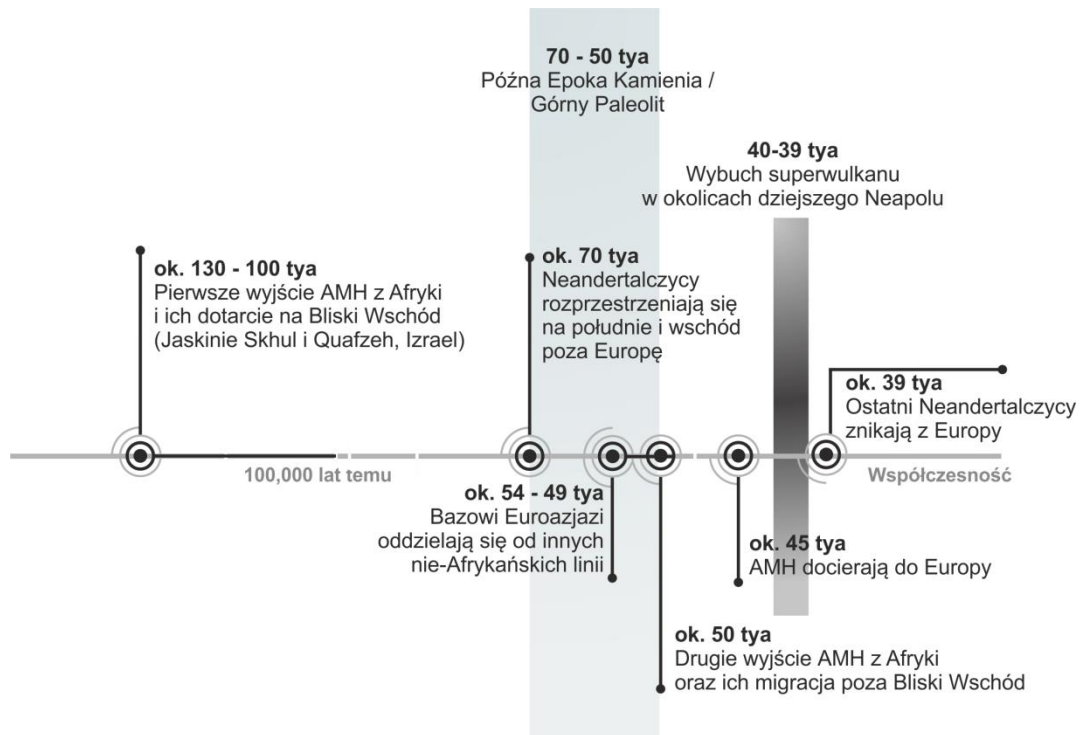 70 - 50 tya
Późna Epoka Kamienia /
Górny Paleolit
40-39 tya
Wybuch superwulkanu
w okolicach dziejszego Neapolu
ok. 130 - 100 tya
Pierwsze wyjście AMH z Afryki
i ich dotarcie na Bliski Wschód
(Jaskinie Skhul i Quafzeh, Izrael)
ok. 70 tya
Neandertalczycy
rozprzestrzeniają się
na południe i wschód
poza Europę
ok. 39 tya
Ostatni Neandertalczycy
znikają z Europy
100,000 lat temu
Współczesność
ok. 54 - 49 tya
Bazowi Euroazjazi
oddzielają się od innych
nie-Afrykańskich linii
ok. 45 tya
AMH docierają do Europy
ok. 50 tya
Drugie wyjście AMH z Afryki
oraz ich migracja poza Bliski Wschód